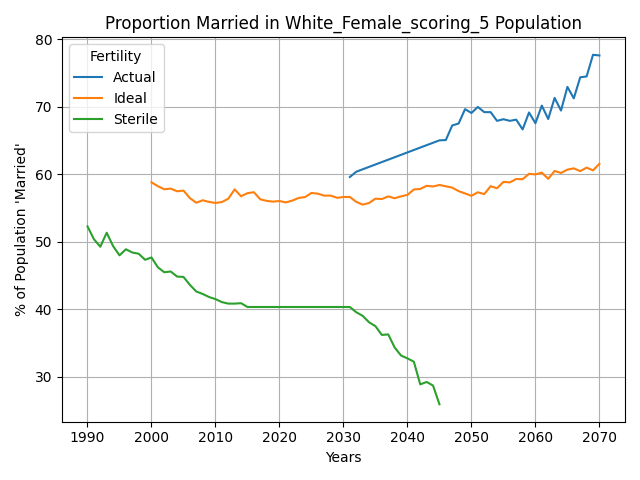 Proportion Married in White_Female_scoring_5 Population
% of Population 'Married'
80
70
60
50
40
30
Fertility
Actual
Ideal
Sterile
1990 2000 2010 2020 2030 2040 2050 2060 2070
Years